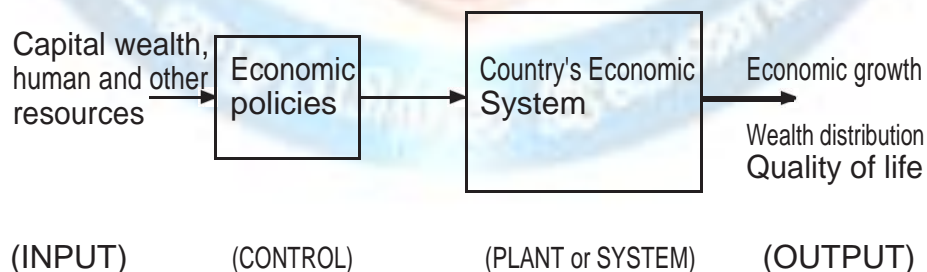 Capital wealth,
human and other
resources
Economic
policies
Country's Economic
System
Economic growth
Wealth distribution
Quality of life
(INPUT)
(CONTROL)
(PLANT or SYSTEM)
(OUTPUT)